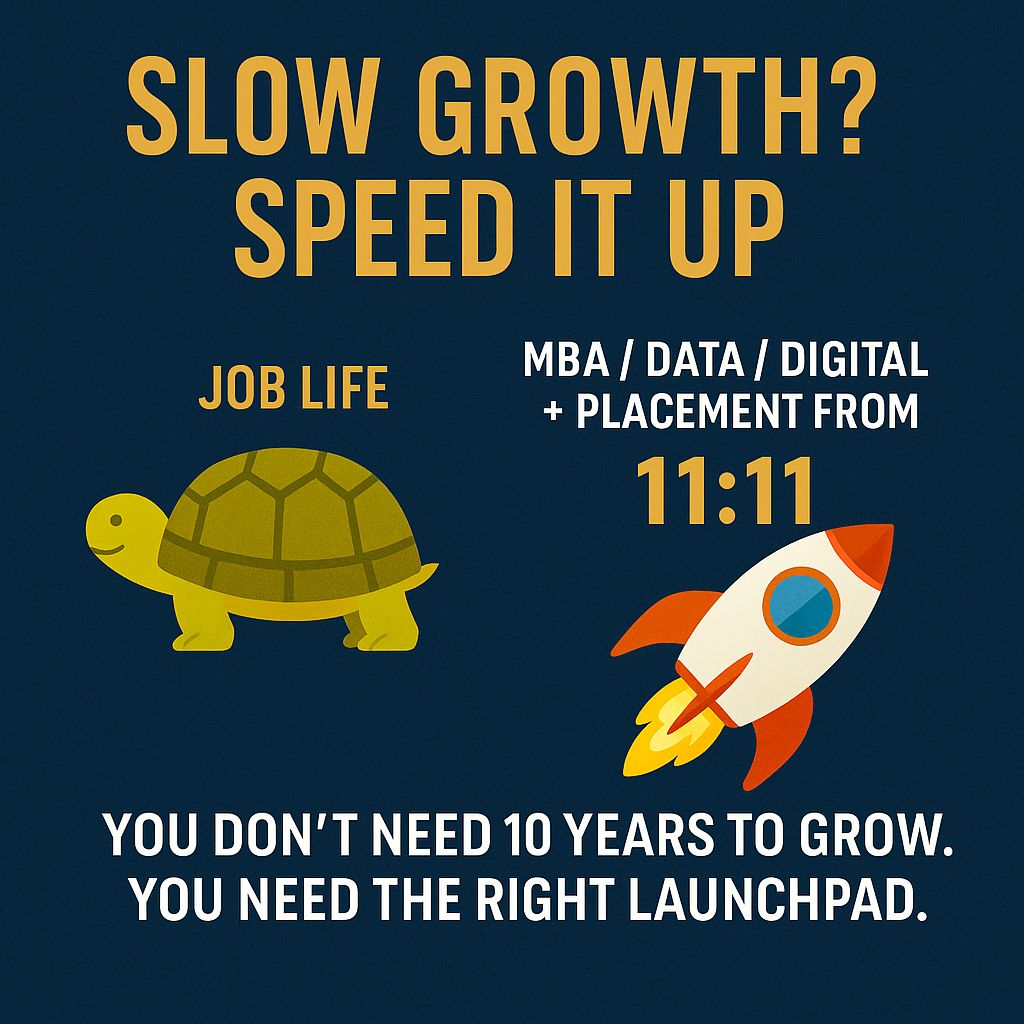 SLOW GROWTH?
SPEED IT UP
JOB LIFE
MBA / DATA / DIGITAL
+ PLACEMENT FROM
11:11
YOU DON'T NEED 10 YEARS TO GROW.
YOU NEED THE RIGHT LAUNCHPAD.